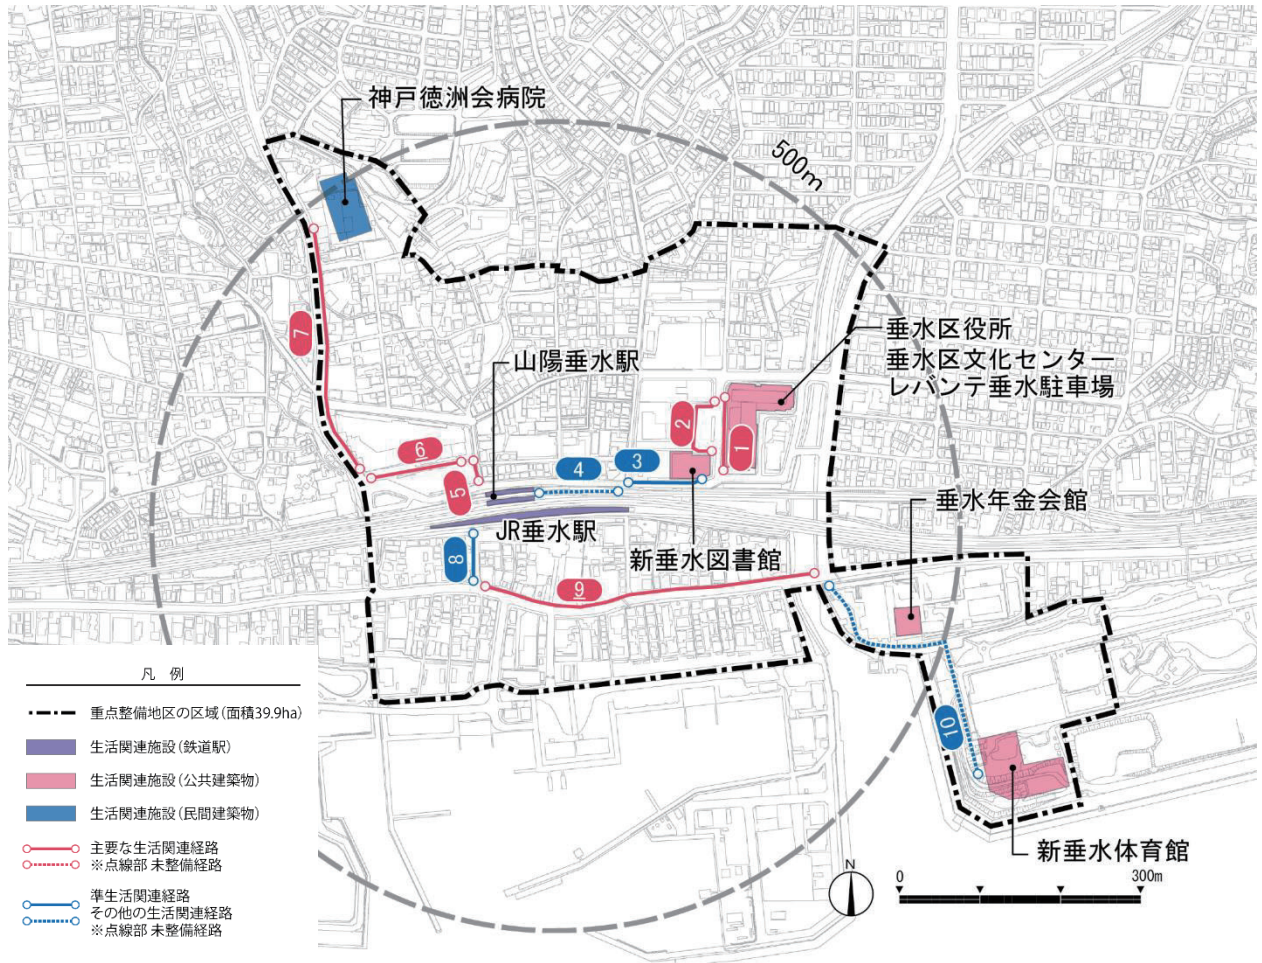 神戸徳洲会病院
500m
垂水区役所
垂水区文化センター
レバンテ垂水駐車場
山陽垂水駅
7
6
5
4
3
2
1
JR垂水駅
新垂水図書館
垂水年金会館
8
9
10
新垂水体育館
凡 例
重点整備地区の区域(面積39.9ha)
生活関連施設(鉄道駅)
生活関連施設(公共建築物)
生活関連施設(民間建築物)
主要な生活関連経路
※点線部 未整備経路
準生活関連経路
その他の生活関連経路
※点線部 未整備経路
N
0
300m